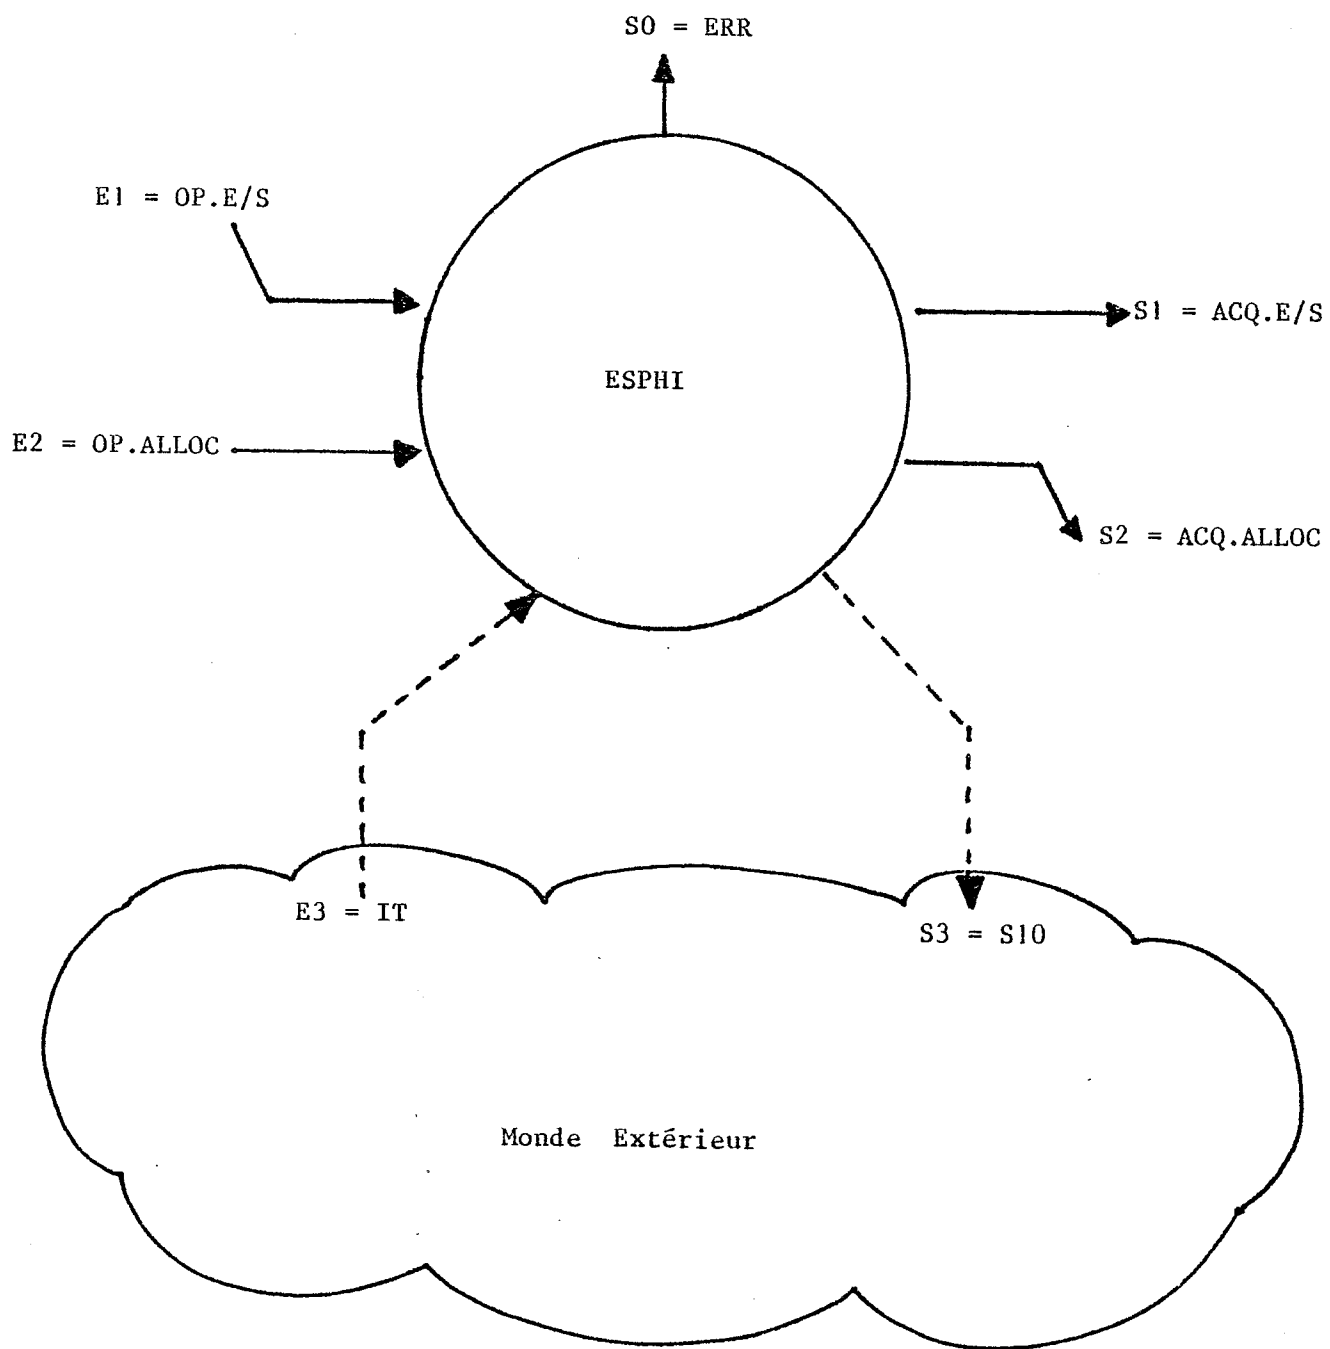 S0 = ERR
E1 = OP.E/S
S1 = ACQ.E/S
ESPHI
E2 = OP.ALLOC
S2 = ACQ.ALLOC
E3 = IT
S3 = SIO
Monde Extérieur